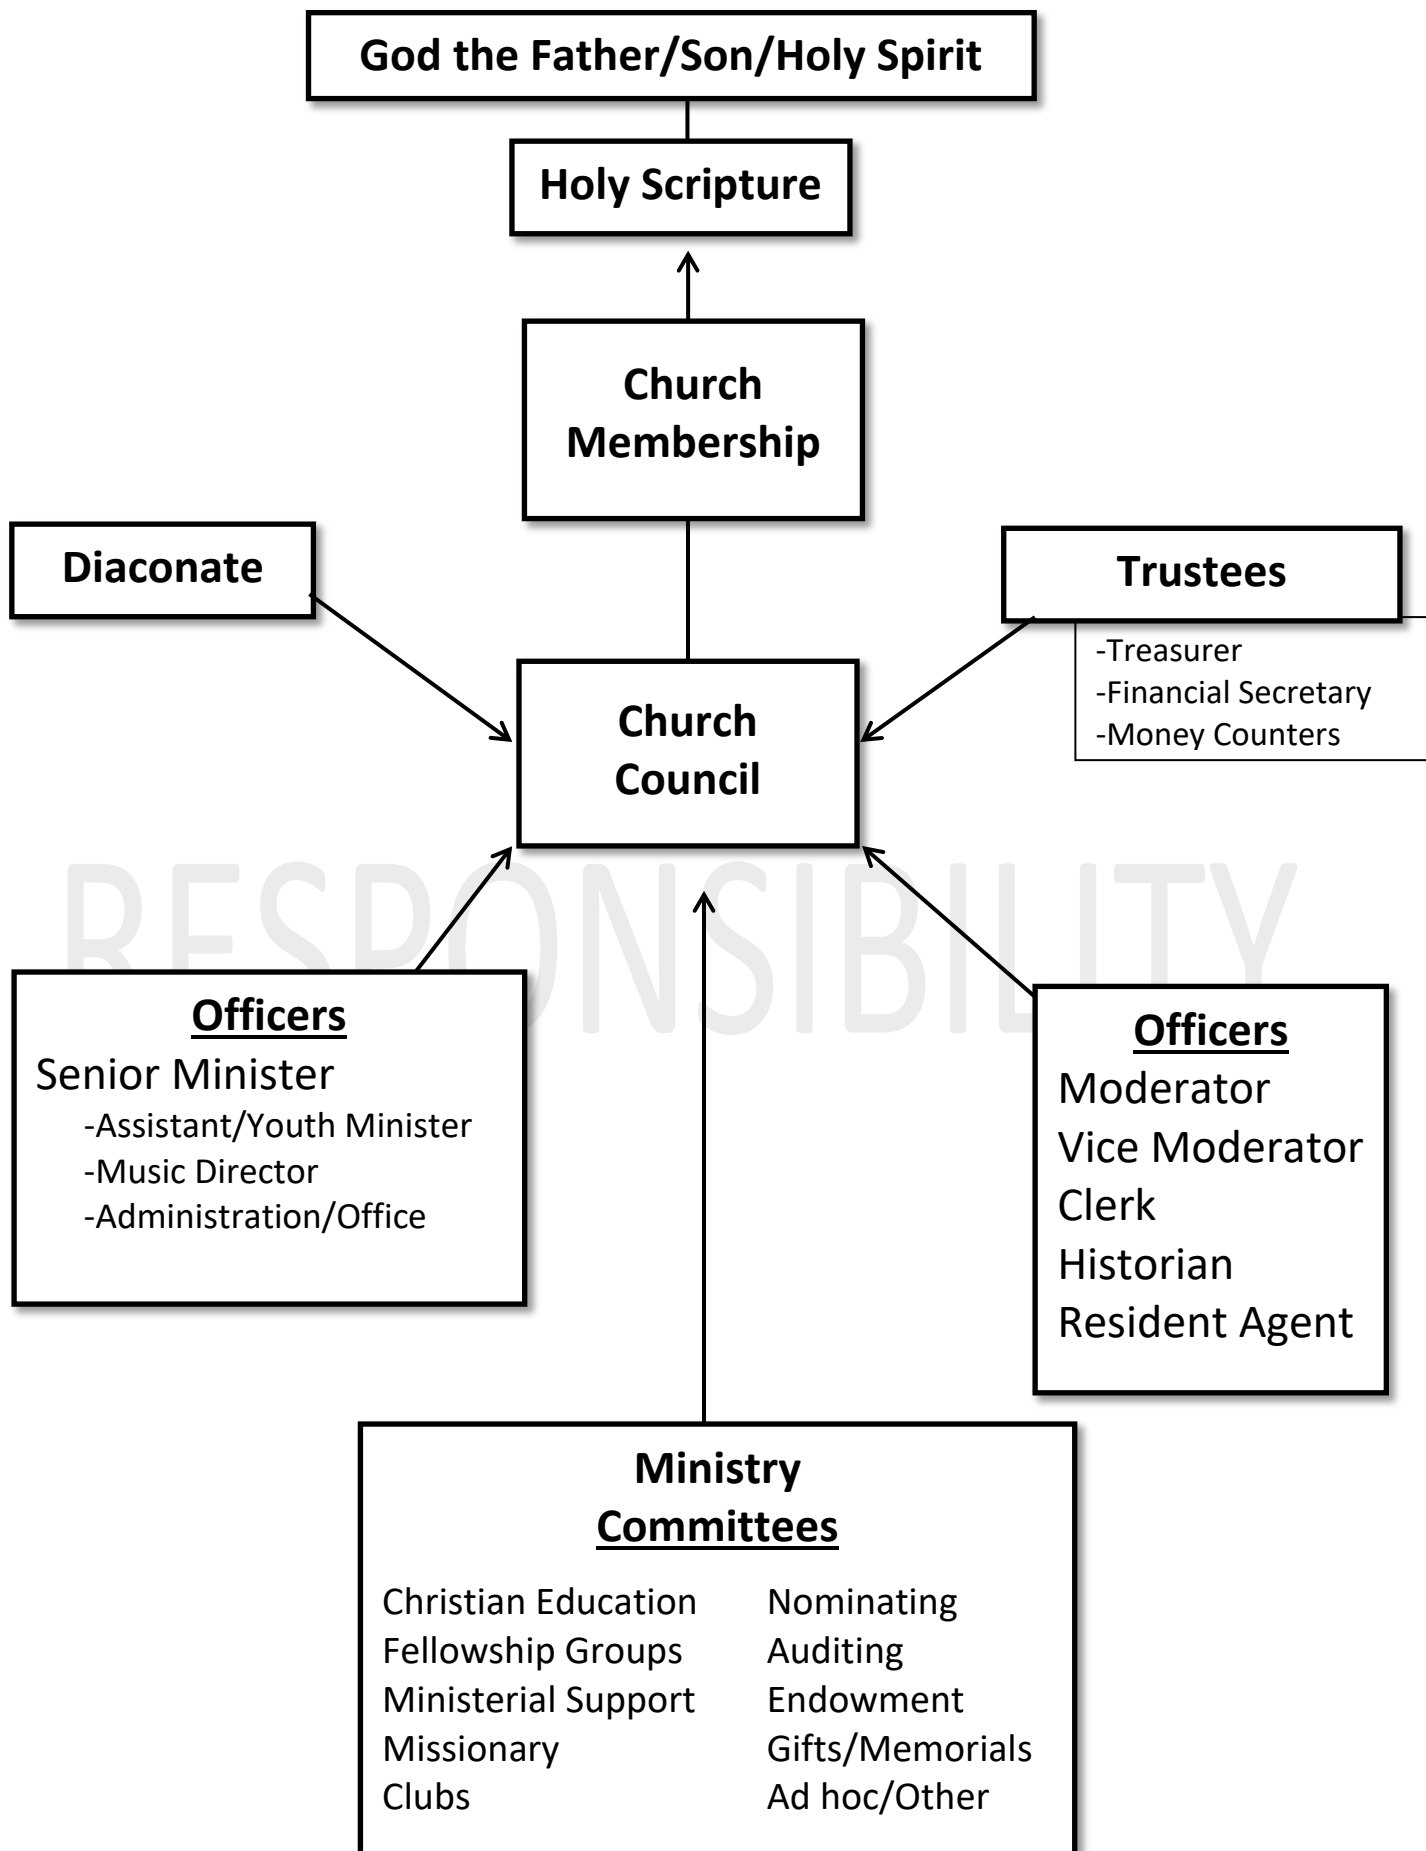 God the Father/Son/Holy Spirit
Holy Scripture
Church
Membership
Diaconate
Trustees
-Treasurer
-Financial Secretary
-Money Counters
Church
Council
RESPONSIBILITY
Officers
Senior Minister
-Assistant/Youth Minister
-Music Director
-Administration/Office
Officers
Moderator
Vice Moderator
Clerk
Historian
Resident Agent
Ministry
Committees
Christian Education
Fellowship Groups
Ministerial Support
Missionary
Clubs
Nominating
Auditing
Endowment
Gifts/Memorials
Ad hoc/Other